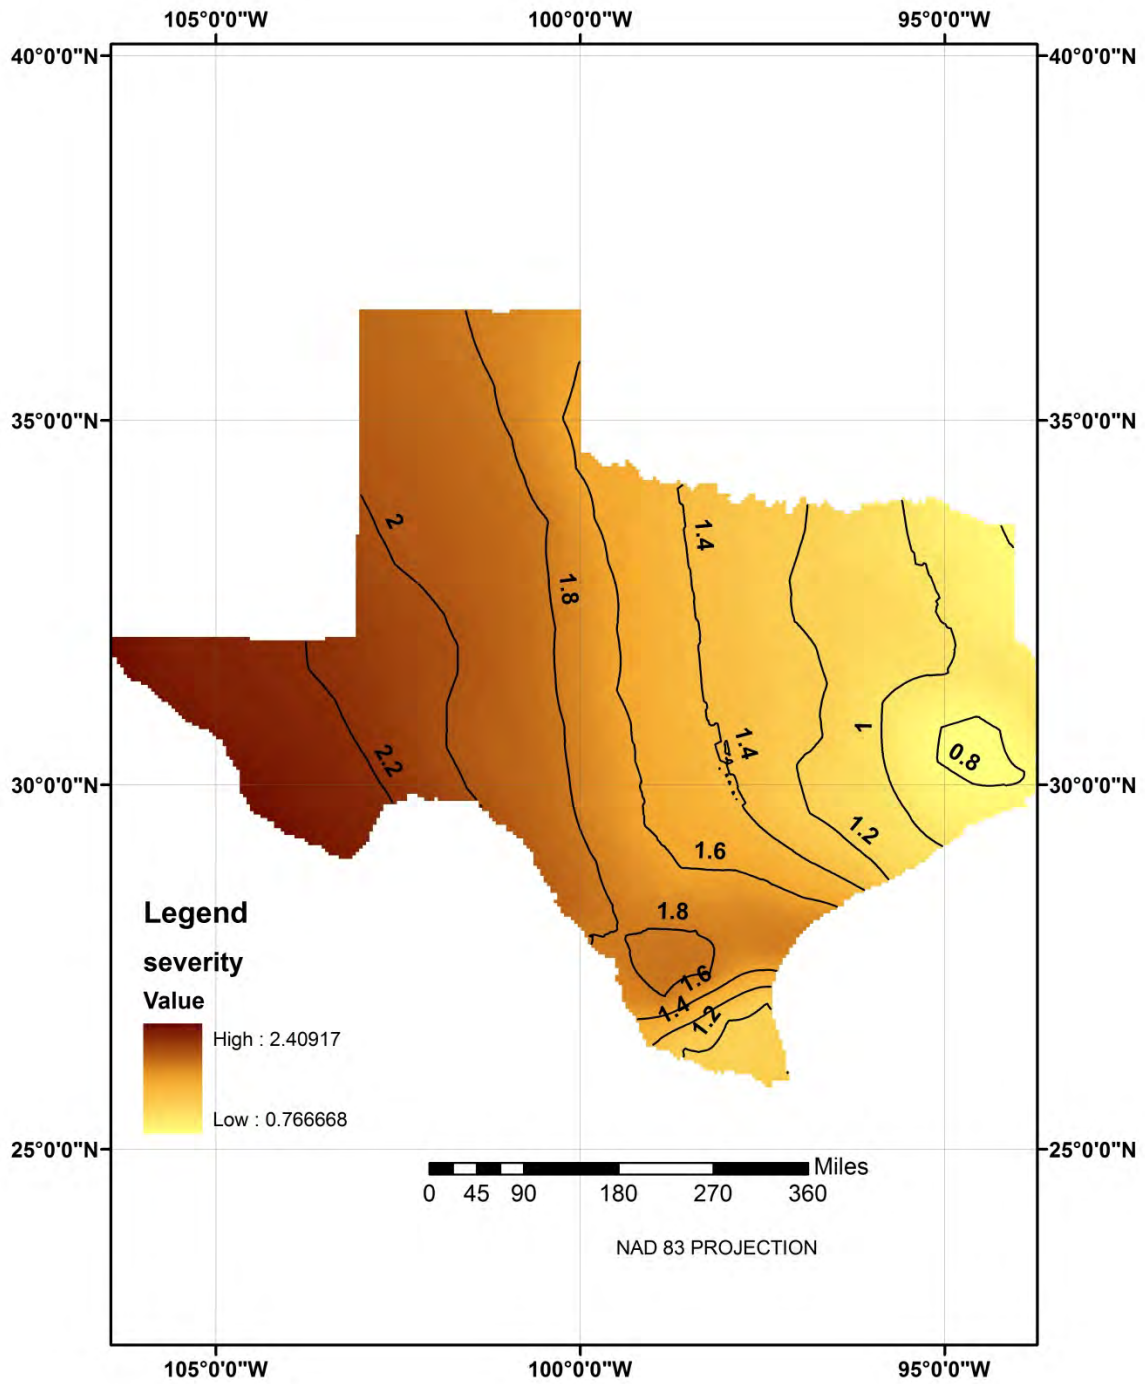 105°0'0"W 100°0'0"W 95°0'0"W
40°0'0"N 40°0'0"N
35°0'0"N 35°0'0"N
2
1.4
1.8
1
1.4
2.2
0.8
30°0'0"N 30°0'0"N
1.2
1.6
1.8
1.6
1.4
1.2
Legend
severity
Value
High : 2.40917
Low : 0.766668
25°0'0"N 25°0'0"N
Miles
0 45 90 180 270 360
NAD 83 PROJECTION
105°0'0"W 100°0'0"W 95°0'0"W